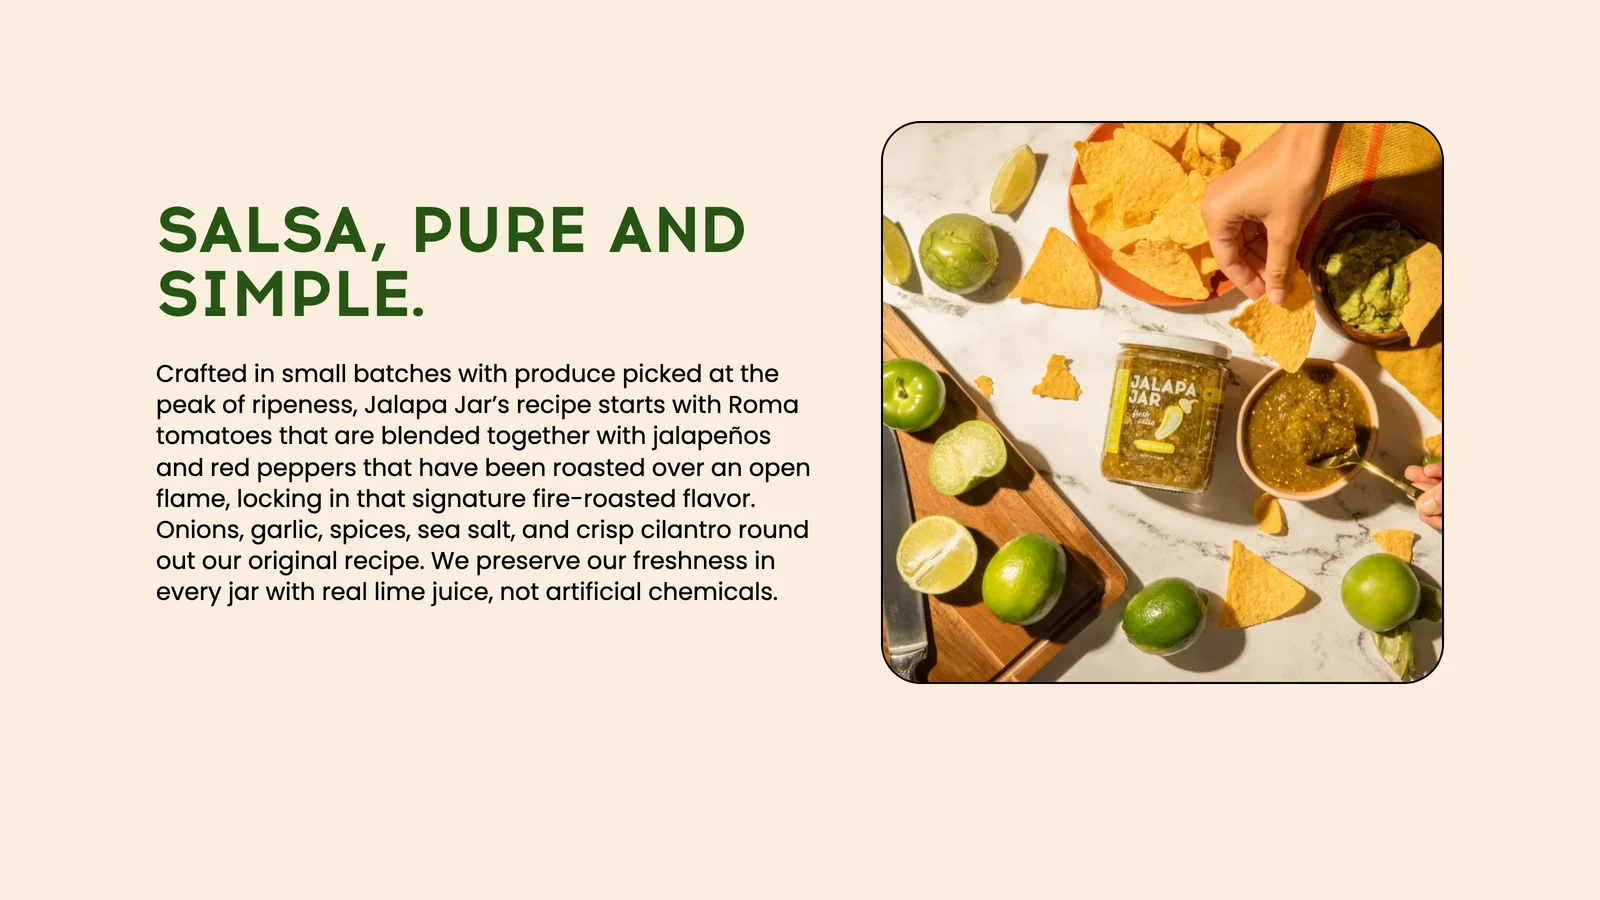 SALSA, PURE AND
SIMPLE.
Crafted in small batches with produce picked at the
peak of ripeness, Jalapa Jar’s recipe starts with Roma
tomatoes that are blended together with jalapeños
and red peppers that have been roasted over an open
flame, locking in that signature fire-roasted flavor.
Onions, garlic, spices, sea salt, and crisp cilantro round
out our original recipe. We preserve our freshness in
every jar with real lime juice, not artificial chemicals.
JALAPA
JAR
fresh
salsa